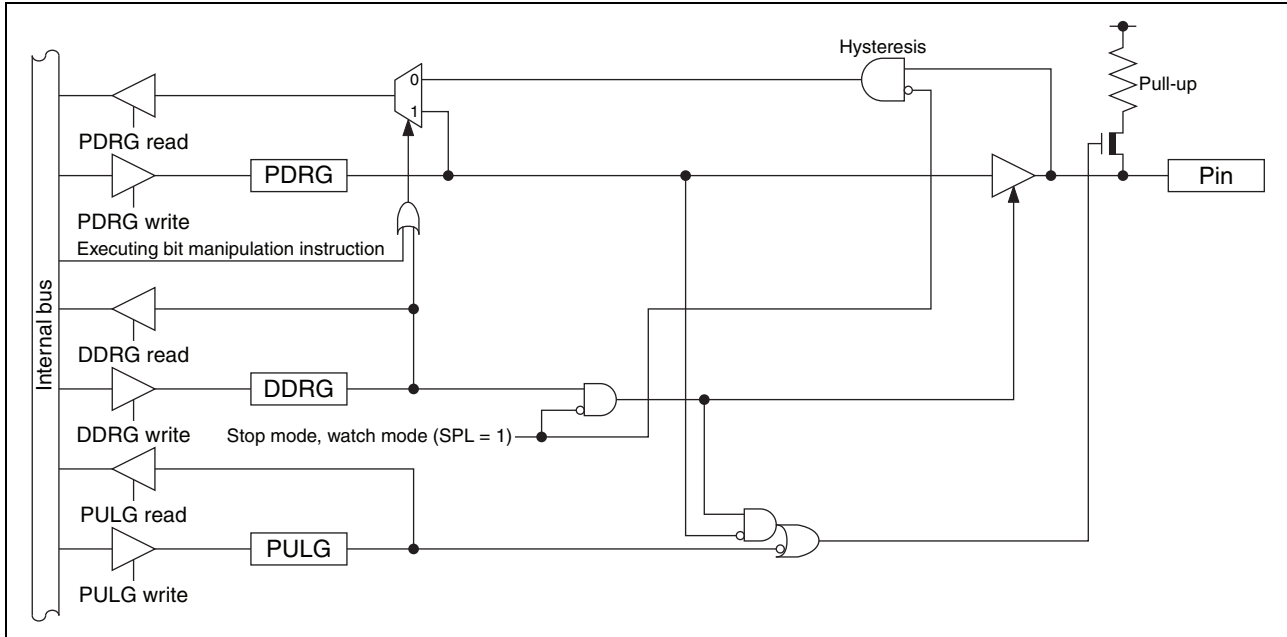 Hysteresis
0
Pull-up
1
PDRG read
PDRG
Pin
PDRG write
Executing bit manipulation instruction
Internal bus
DDRG read
DDRG
DDRG write
Stop mode, watch mode (SPL = 1)
PULG read
PULG
PULG write